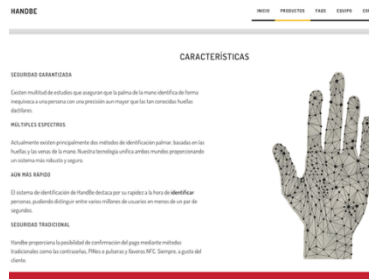 HANDBE
INICIO PRODUCTOS FAQS EQUIPO
CARACTERÍSTICAS
SEGURIDAD GARANTIZADA
Existen multitud de estudios que aseguran que la palma de la mano identifica de forma
inequívoca a una persona con una precisión aun mayor que las tan conocidas huellas
dactilares.
MÚLTIPLES ESPECTROS
Actualmente existen principalmente dos métodos de identificación palmar: basadas en las
huellas y las venas de la mano. Nuestra tecnología unifica ambos mundos proporcionando
un sistema más robusto y seguro.
AÚN MÁS RÁPIDO
El sistema de identificación de HandBe destaca por su rapidez a la hora de identificar
personas, pudiendo distinguir entre varios millones de usuarios en menos de un par de
segundos.
SEGURIDAD TRADICIONAL
Handbe proporciona la posibilidad de confirmación del pago mediante métodos
tradicionales como las contraseñas, PINes o pulseras y llaveros NFC. Siempre, a gusto del
cliente.